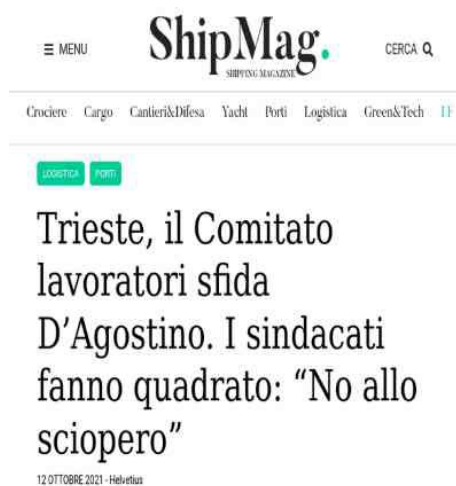 ≡ MENU
ShipMag.
SHIPPING MAGAZINE
CERCA
Crociere Cargo Cantieri&Difesa Yacht Porti Logistica Green&Tech
LOGISTICA PORTI
Trieste, il Comitato
lavoratori sfida
D’Agostino. I sindacati
fanno quadrato: “No allo
sciopero”
12 OTTOBRE 2021 - Helvetius